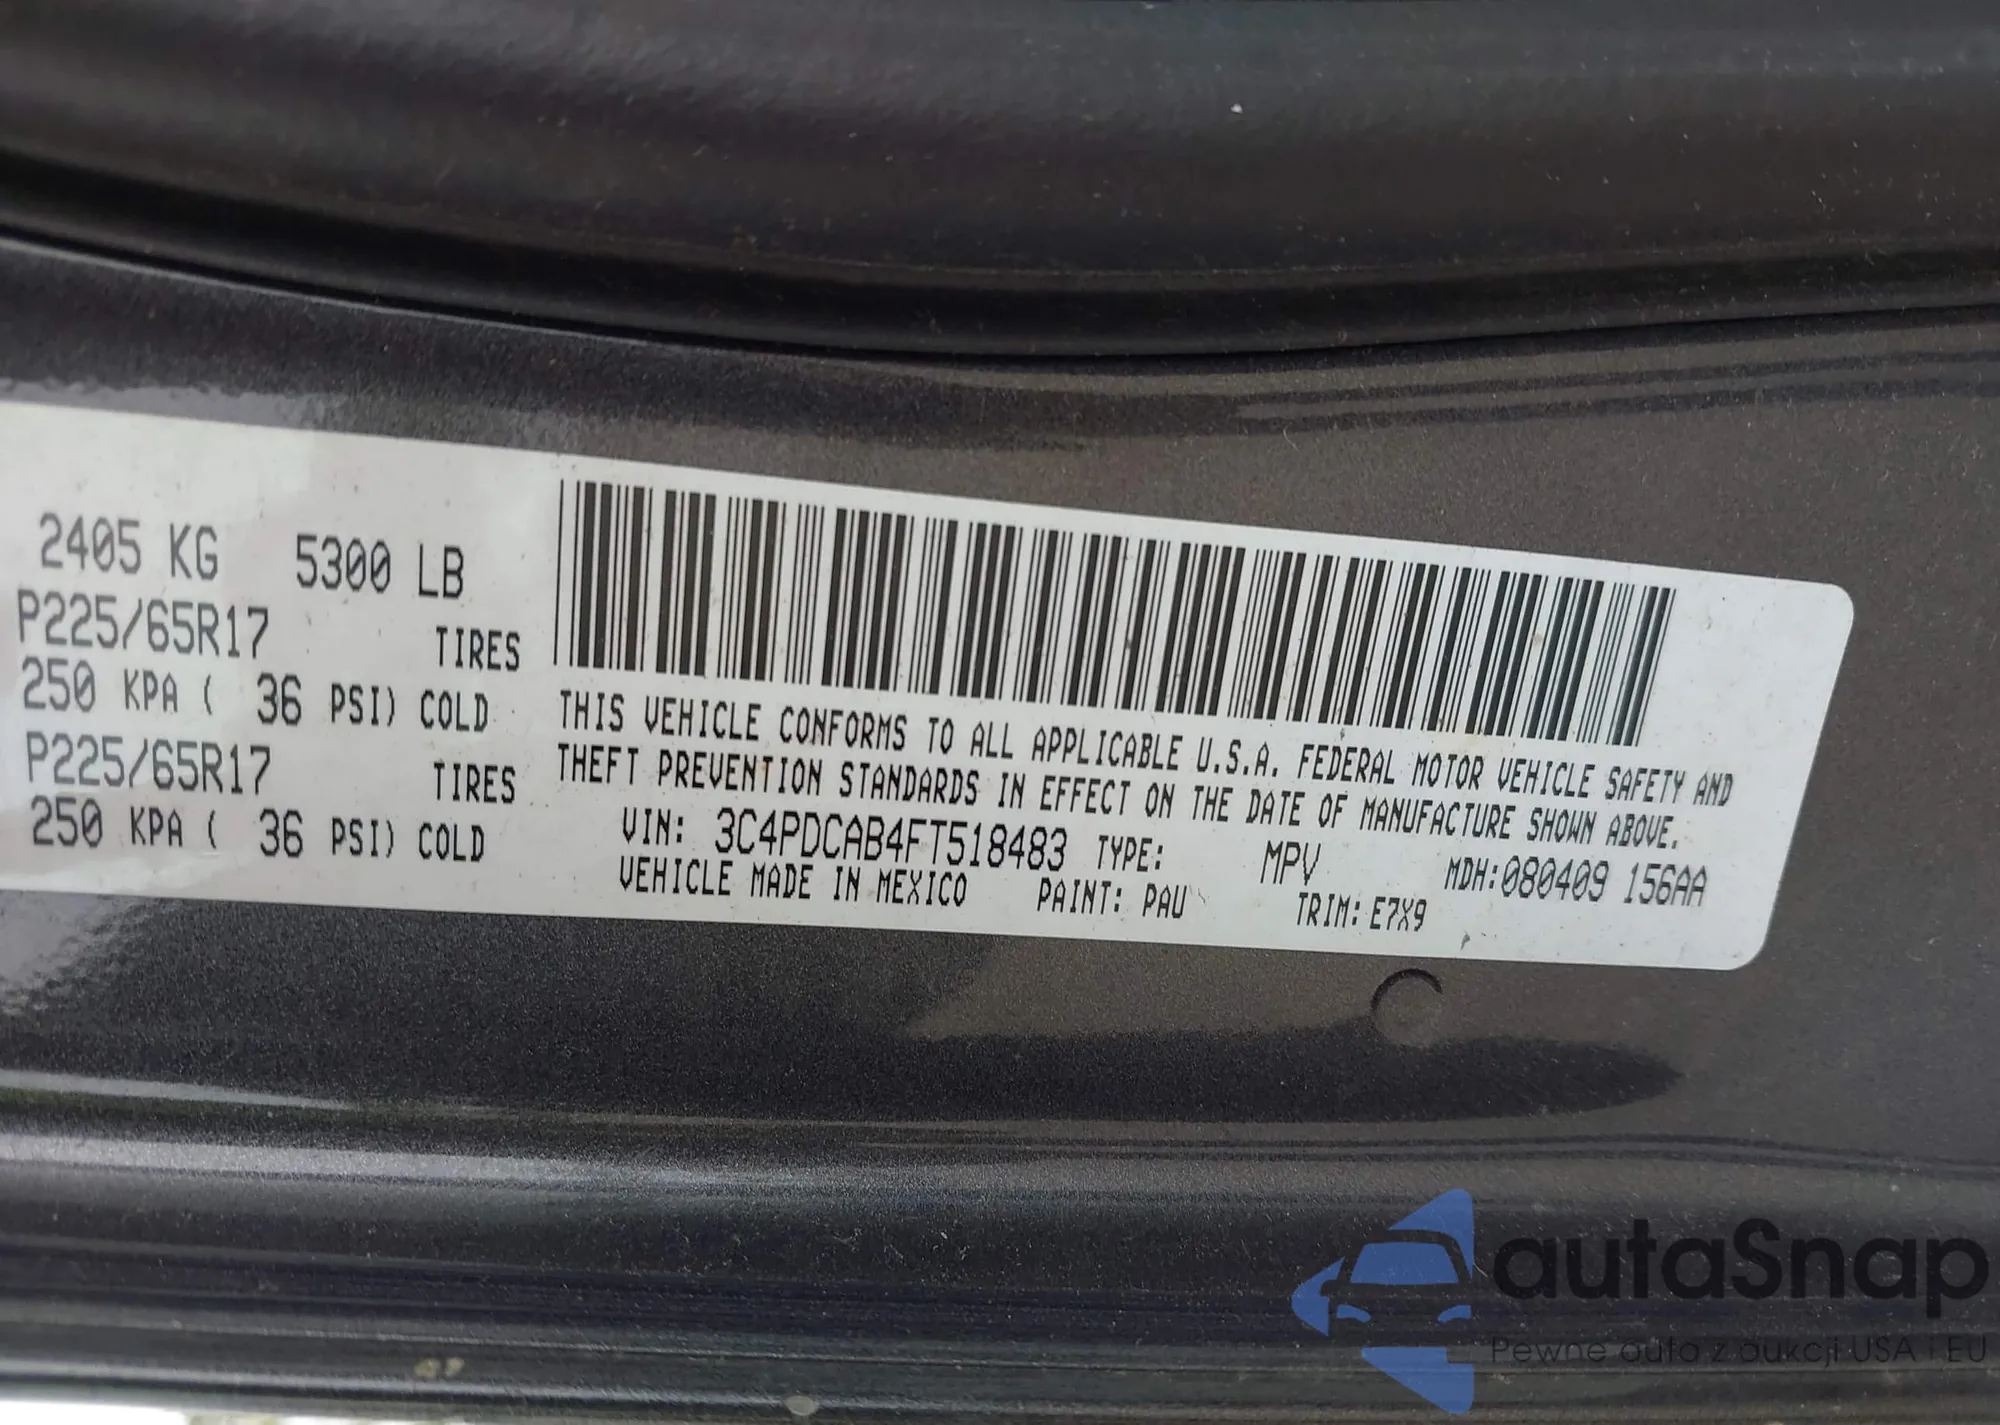 2405 KG 5300 LB
P225/65R17 TIRES
250 KPA ( 36 PSI) COLD
P225/65R17 TIRES
250 KPA ( 36 PSI) COLD
THIS VEHICLE CONFORMS TO ALL APPLICABLE U.S.A. FEDERAL MOTOR VEHICLE SAFETY AND
THEFT PREVENTION STANDARDS IN EFFECT ON THE DATE OF MANUFACTURE SHOWN ABOVE.
VIN: 3C4PDCAB4FT518483 TYPE: MPV MDH:080409 156AA
VEHICLE MADE IN MEXICO PAINT: PAU TRIM: E7X9
autaSnap
Pewne auta z aukcji USA i EU